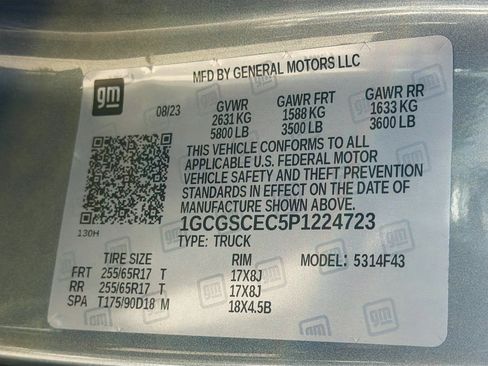 MFD BY GENERAL MOTORS LLC
gm
08/23
GVWR GAWR FRT GAWR RR
2631 KG 1588 KG 1633 KG
5800 LB 3500 LB 3600 LB
THIS VEHICLE CONFORMS TO ALL
APPLICABLE U.S. FEDERAL MOTOR
VEHICLE SAFETY AND THEFT PREVENTION
STANDARDS IN EFFECT ON THE DATE OF
MANUFACTURE SHOWN ABOVE.
130H
1GCGSCEC5P1224723
TYPE: TRUCK
TIRE SIZE RIM MODEL: 5314F43
FRT 255/65R17 T 17X8J
RR 255/65R17 T 17X8J
SPA T175/90D18 M 18X4.5B